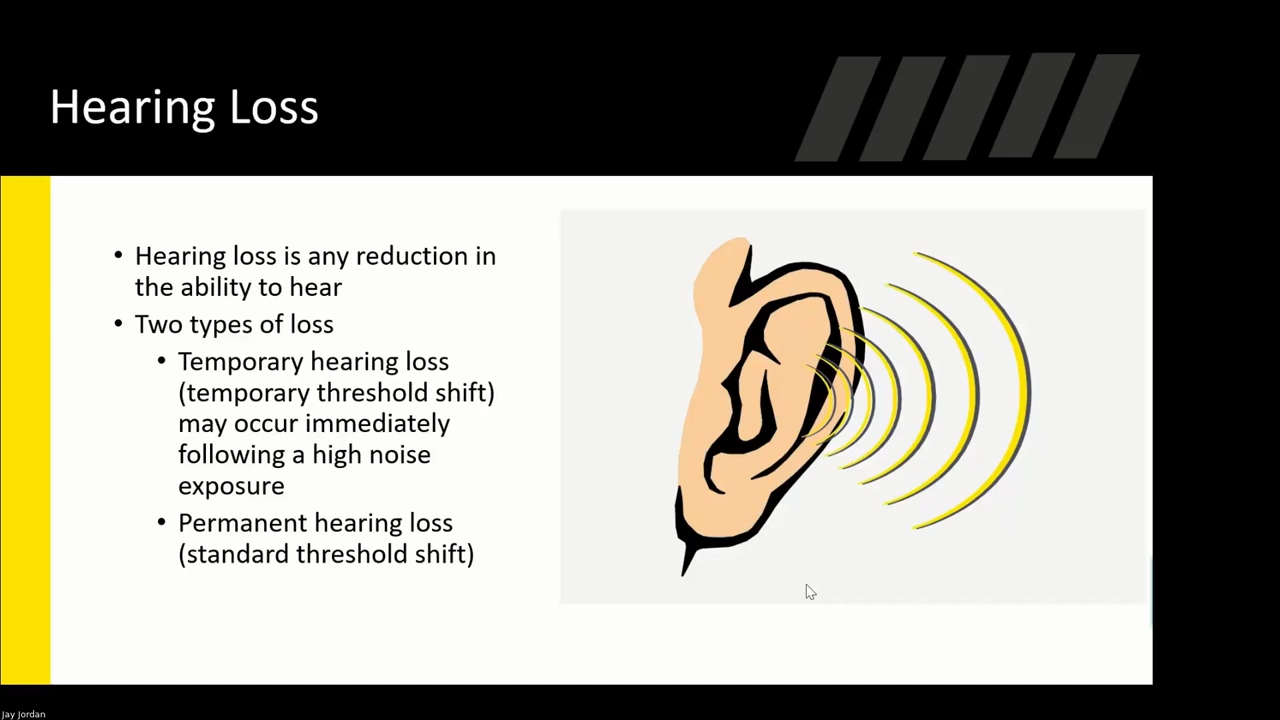 Hearing Loss
• Hearing loss is any reduction in
the ability to hear
• Two types of loss
• Temporary hearing loss
(temporary threshold shift)
may occur immediately
following a high noise
exposure
• Permanent hearing loss
(standard threshold shift)
Jay Jordan